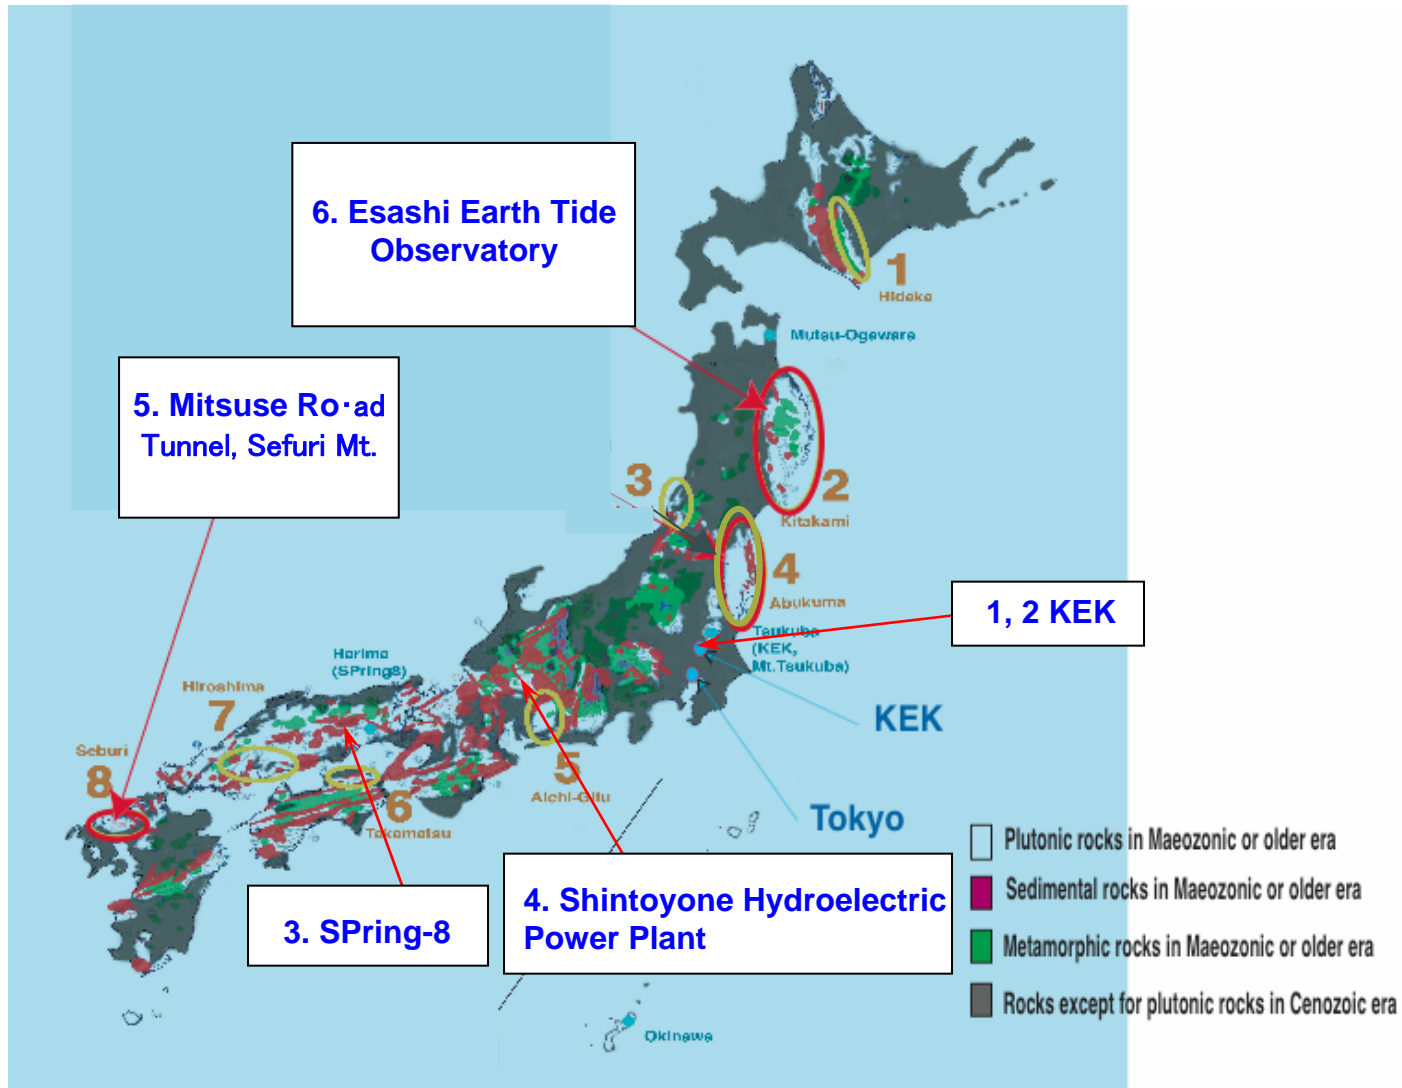 6. Esashi Earth Tide
Observatory
1
Hidaka
Mutsu-Ogawara
5. Mitsuse Ro·ad
Tunnel, Sefuri Mt.
3
2
Kitakami
4
Abukuma
1, 2 KEK
Tsukuba
(KEK,
Mt.Tsukuba)
Harima
(SPring8)
Hiroshima
7
KEK
Seburi
8
5
Aichi-Gifu
6
Takamatsu
Tokyo
Plutonic rocks in Maeozonic or older era
Sedimental rocks in Maeozonic or older era
Metamorphic rocks in Maeozonic or older era
Rocks except for plutonic rocks in Cenozoic era
3. SPring-8
4. Shintoyone Hydroelectric
Power Plant
Okinawa